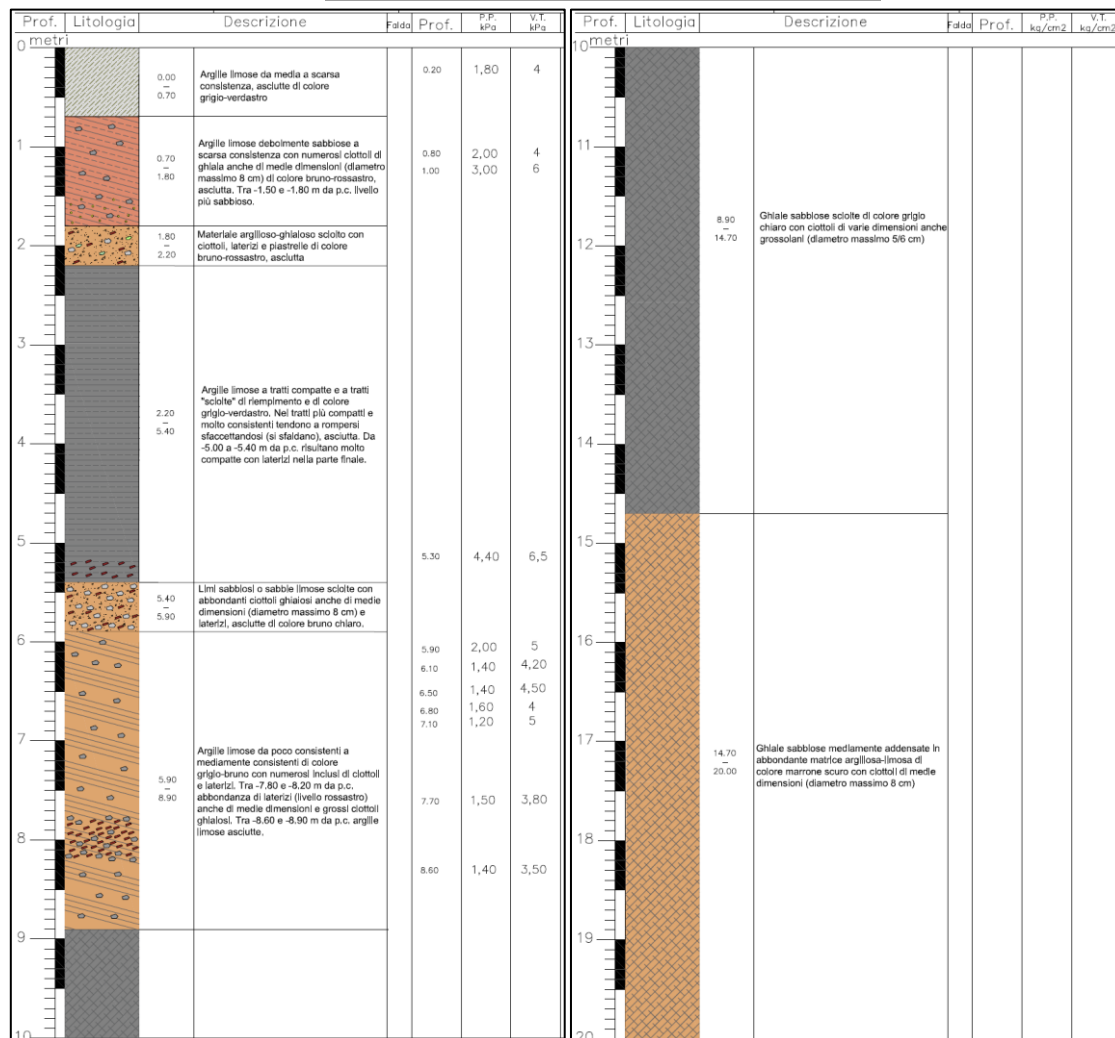 Prof. Litologia Descrizione Falda Prof. P.P. kPa V.T. kPa
0 metri
0.00 – 0.70
Argille limose da media a scarsa
consistenza, asciutte di colore
grigio-verdastro
0.20 1,80 4
1
0.70 – 1.80
Argille limose debolmente sabbiose a
scarsa consistenza con numerosi ciottoli di
ghiaia anche di medie dimensioni (diametro
massimo 8 cm) di colore bruno-rossastro,
asciutta. Tra -1.50 e -1.80 m da p.c. livello
più sabbioso.
0.80 2,00 4
1.00 3,00 6
1.80 – 2.20
Materiale argilloso-ghiaioso sciolto con
ciottoli, laterizi e piastrelle di colore
bruno-rossastro, asciutta
2
3
2.20 – 5.40
Argille limose a tratti compatte e a tratti
"sciolte" di riempimento e di colore
grigio-verdastro. Nei tratti più compatti e
molto consistenti tendono a rompersi
sfaccettandosi (si sfaldano), asciutta. Da
-5.00 a -5.40 m da p.c. risultano molto
compatte con laterizi nella parte finale.
4
5
5.30 4,40 6,5
5.40 – 5.90
Limi sabbiosi o sabbie limose sciolte con
abbondanti ciottoli ghiaiosi anche di medie
dimensioni (diametro massimo 8 cm) e
laterizi, asciutte di colore bruno chiaro.
6
5.90 2,00 5
6.10 1,40 4,20
6.50 1,40 4,50
6.80 1,60 4
7.10 1,20 5
7
5.90 – 8.90
Argille limose da poco consistenti a
mediamente consistenti di colore
grigio-bruno con numerosi inclusi di ciottoli
e laterizi. Tra -7.80 e -8.20 m da p.c.
abbondanza di laterizi (livello rossastro)
anche di medie dimensioni e grossi ciottoli
ghiaiosi. Tra -8.60 e -8.90 m da p.c. argille
limose asciutte.
7.70 1,50 3,80
8
8.60 1,40 3,50
9
10
Prof. Litologia Descrizione Falda Prof. P.P. kg/cm2 V.T. kg/cm2
10 metri
11
8.90 – 14.70
Ghiaie sabbiose sciolte di colore grigio
chiaro con ciottoli di varie dimensioni anche
grossolani (diametro massimo 5/6 cm)
12
13
14
15
16
17
14.70 – 20.00
Ghiaie sabbiose mediamente addensate in
abbondante matrice argillosa-limosa di
colore marrone scuro con ciottoli di medie
dimensioni (diametro massimo 8 cm)
18
19
20